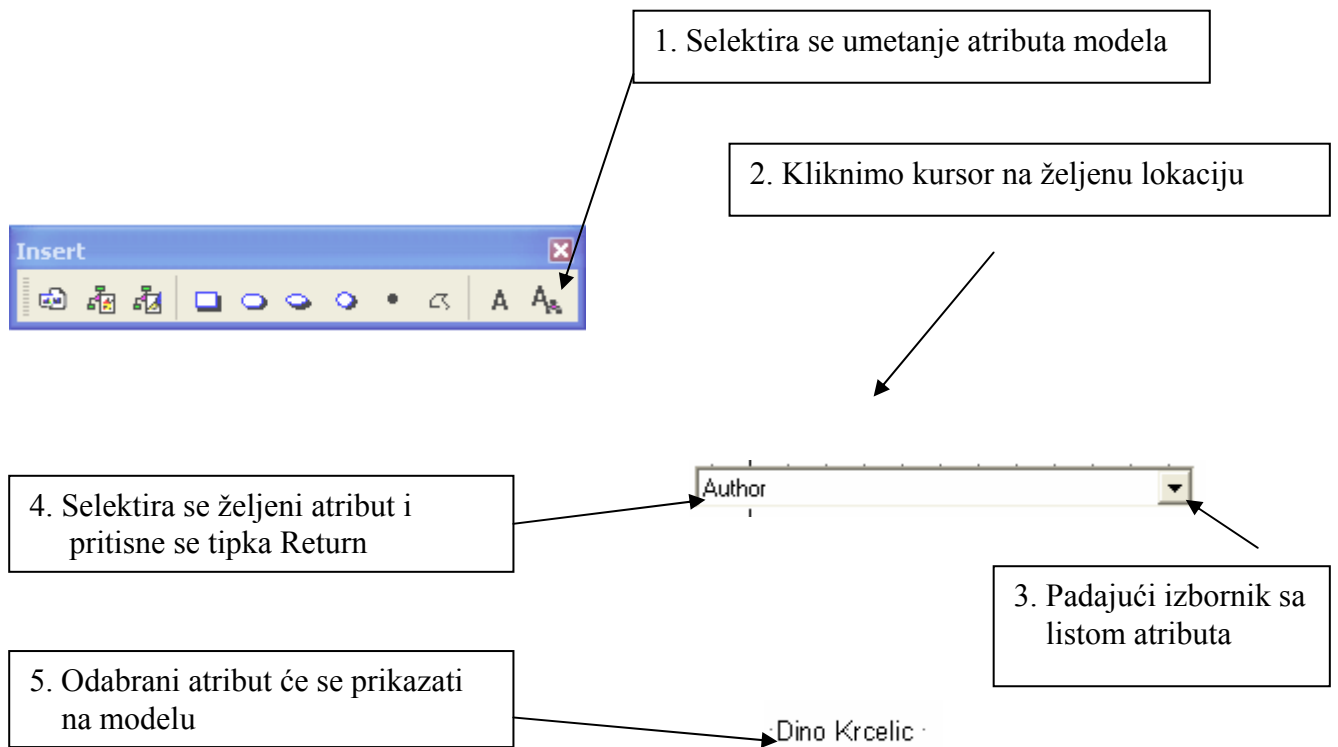 1. Selektira se umetanje atributa modela
2. Kliknimo kursor na željenu lokaciju
Insert
A A
Author
4. Selektira se željeni atribut i
pritisne se tipka Return
3. Padajući izbornik sa
listom atributa
5. Odabrani atribut će se prikazati
na modelu
Dino Krcelic